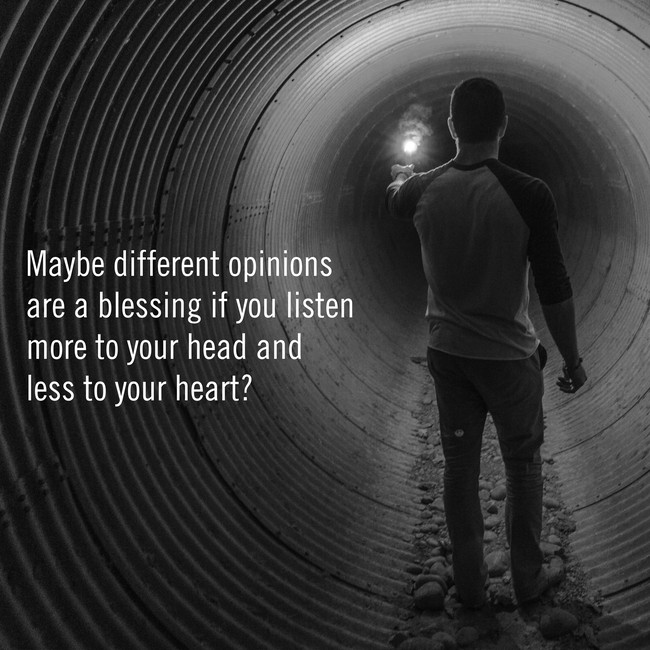 Maybe different opinions
are a blessing if you listen
more to your head and
less to your heart?